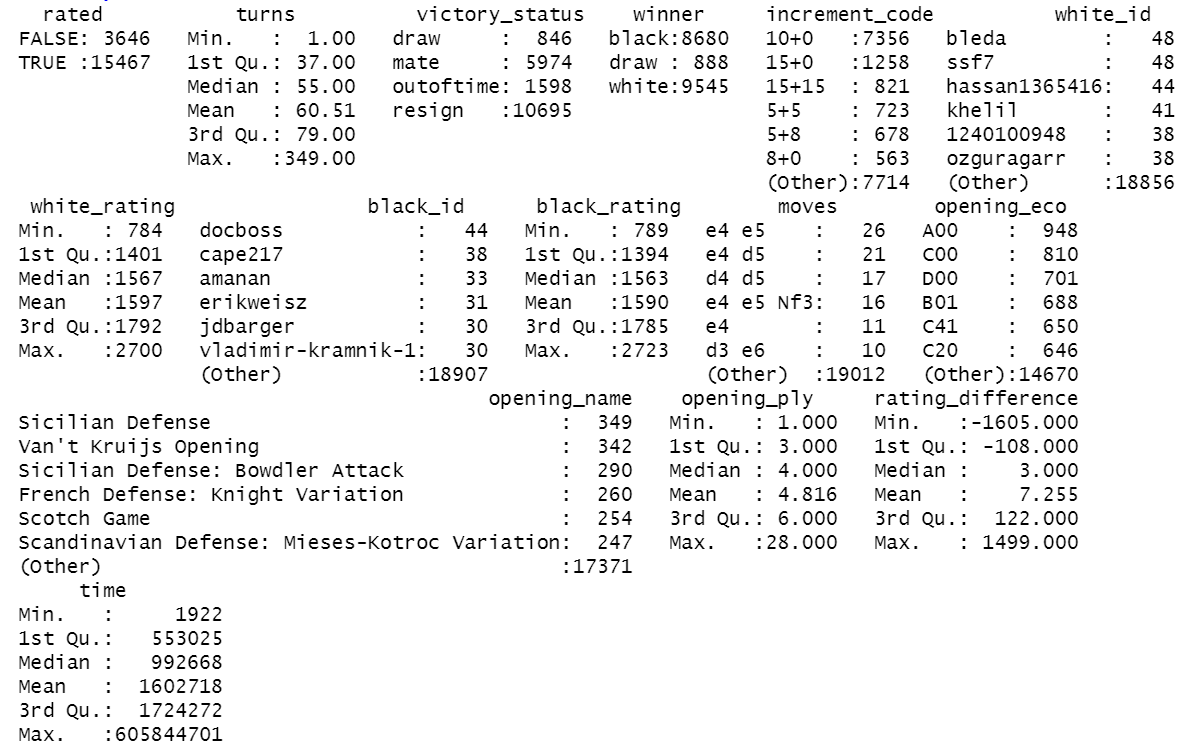 rated turns victory_status winner increment_code white_id
FALSE: 3646 Min. : 1.00 draw : 846 black:8680 10+0 :7356 bleda : 48
TRUE :15467 1st Qu.: 37.00 mate : 5974 draw : 888 15+0 :1258 ssf7 : 48
Median : 55.00 outoftime: 1598 white:9545 15+15 : 821 hassan1365416: 44
Mean : 60.51 resign :10695 5+5 : 723 khelil : 41
3rd Qu.: 79.00 5+8 : 678 1240100948 : 38
Max. :349.00 8+0 : 563 ozguragarr : 38
(Other):7714 (Other) :18856
white_rating black_id black_rating moves opening_eco
Min. : 784 docboss : 44 Min. : 789 e4 e5 : 26 A00 : 948
1st Qu.:1401 cape217 : 38 1st Qu.:1394 e4 d5 : 21 C00 : 810
Median :1567 amanan : 33 Median :1563 d4 d5 : 17 D00 : 701
Mean :1597 erikweisz : 31 Mean :1590 e4 e5 Nf3: 16 B01 : 688
3rd Qu.:1792 jdbarger : 30 3rd Qu.:1785 e4 : 11 C41 : 650
Max. :2700 vladimir-kramnik-1: 30 Max. :2723 d3 e6 : 10 C20 : 646
(Other) :18907 (Other) :19012 (Other):14670
opening_name opening_ply rating_difference
Sicilian Defense : 349 Min. : 1.000 Min. :-1605.000
Van't Kruijs Opening : 342 1st Qu.: 3.000 1st Qu.: -108.000
Sicilian Defense: Bowdler Attack : 290 Median : 4.000 Median : 3.000
French Defense: Knight Variation : 260 Mean : 4.816 Mean : 7.255
Scotch Game : 254 3rd Qu.: 6.000 3rd Qu.: 122.000
Scandinavian Defense: Mieses-Kotroc Variation: 247 Max. :28.000 Max. : 1499.000
(Other) :17371
time
Min. : 1922
1st Qu.: 553025
Median : 992668
Mean : 1602718
3rd Qu.: 1724272
Max. :605844701